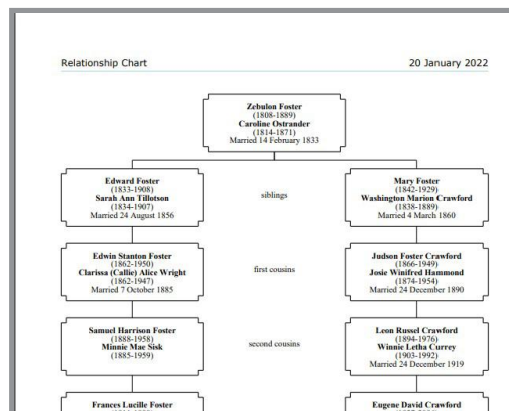 Relationship Chart 20 January 2022
Zebulon Foster
(1808-1889)
Caroline Ostrander
(1814-1871)
Married 14 February 1833
Edward Foster
(1833-1908)
Sarah Ann Tillotson
(1834-1907)
Married 24 August 1856
siblings
Mary Foster
(1842-1929)
Washington Marion Crawford
(1838-1889)
Married 4 March 1860
Edwin Stanton Foster
(1862-1950)
Clarissa (Callie) Alice Wright
(1862-1947)
Married 7 October 1885
first cousins
Judson Foster Crawford
(1866-1949)
Josie Winifred Hammond
(1874-1954)
Married 24 December 1890
Samuel Harrison Foster
(1888-1958)
Minnie Mae Sisk
(1885-1959)
second cousins
Leon Russel Crawford
(1894-1976)
Winnie Letha Currey
(1903-1992)
Married 24 December 1919
Frances Lucille Foster
Eugene David Crawford